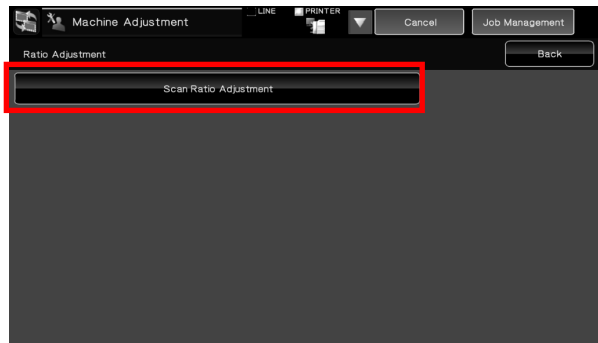 Machine Adjustment
LINE
PRINTER
Cancel
Job Management
Ratio Adjustment
Back
Scan Ratio Adjustment